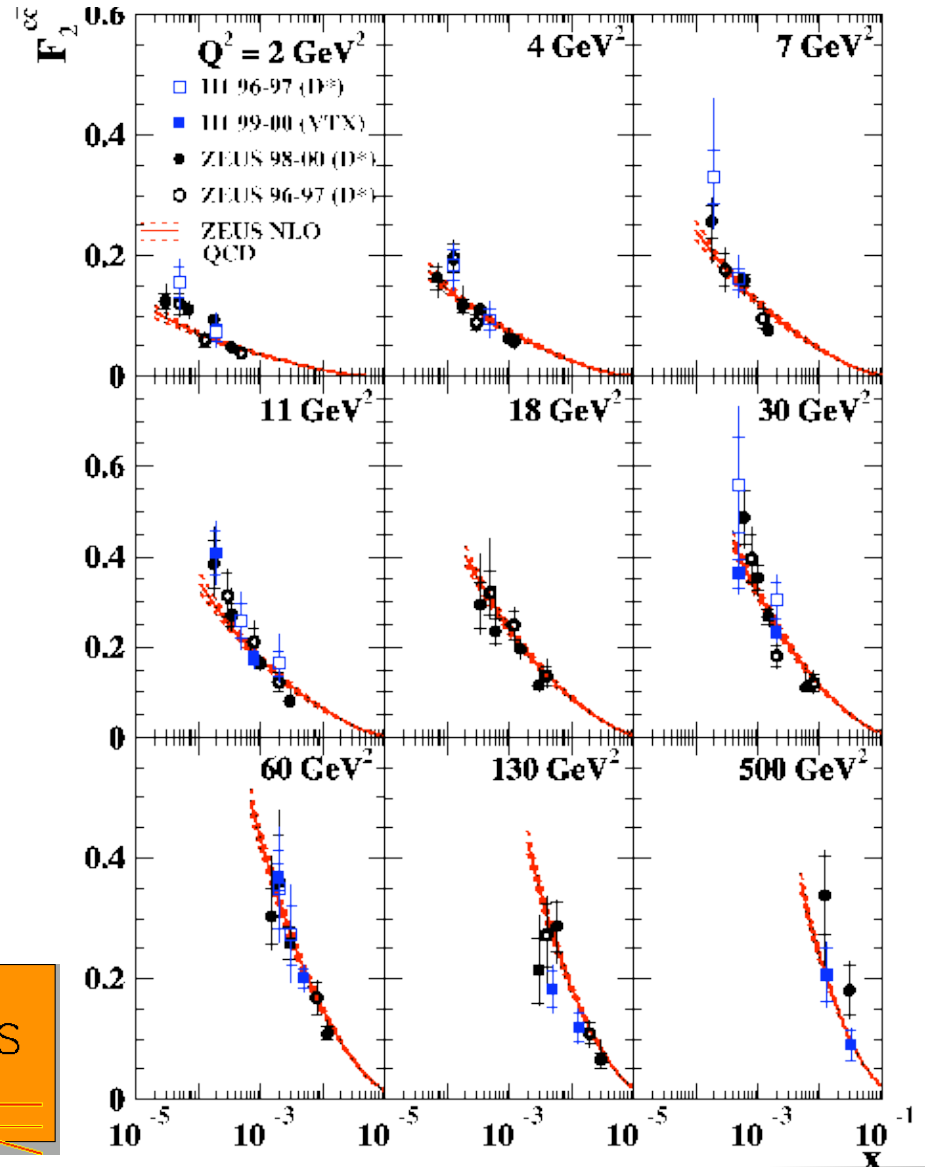 F₂ᶜᶜ̄
0.6
Q² = 2 GeV²
4 GeV²
7 GeV²
H1 96-97 (D*)
H1 99-00 (VTX)
ZEUS 98-00 (D*)
ZEUS 96-97 (D*)
ZEUS NLO
QCD
0.4
0.2
0
11 GeV²
18 GeV²
30 GeV²
0.6
0.4
0.2
0
60 GeV²
130 GeV²
500 GeV²
0.4
0.2
0
S
10⁻⁵ 10⁻³ 10 ⁻⁵ 10⁻³ 10 ⁻⁵ 10⁻³ 10⁻¹
x